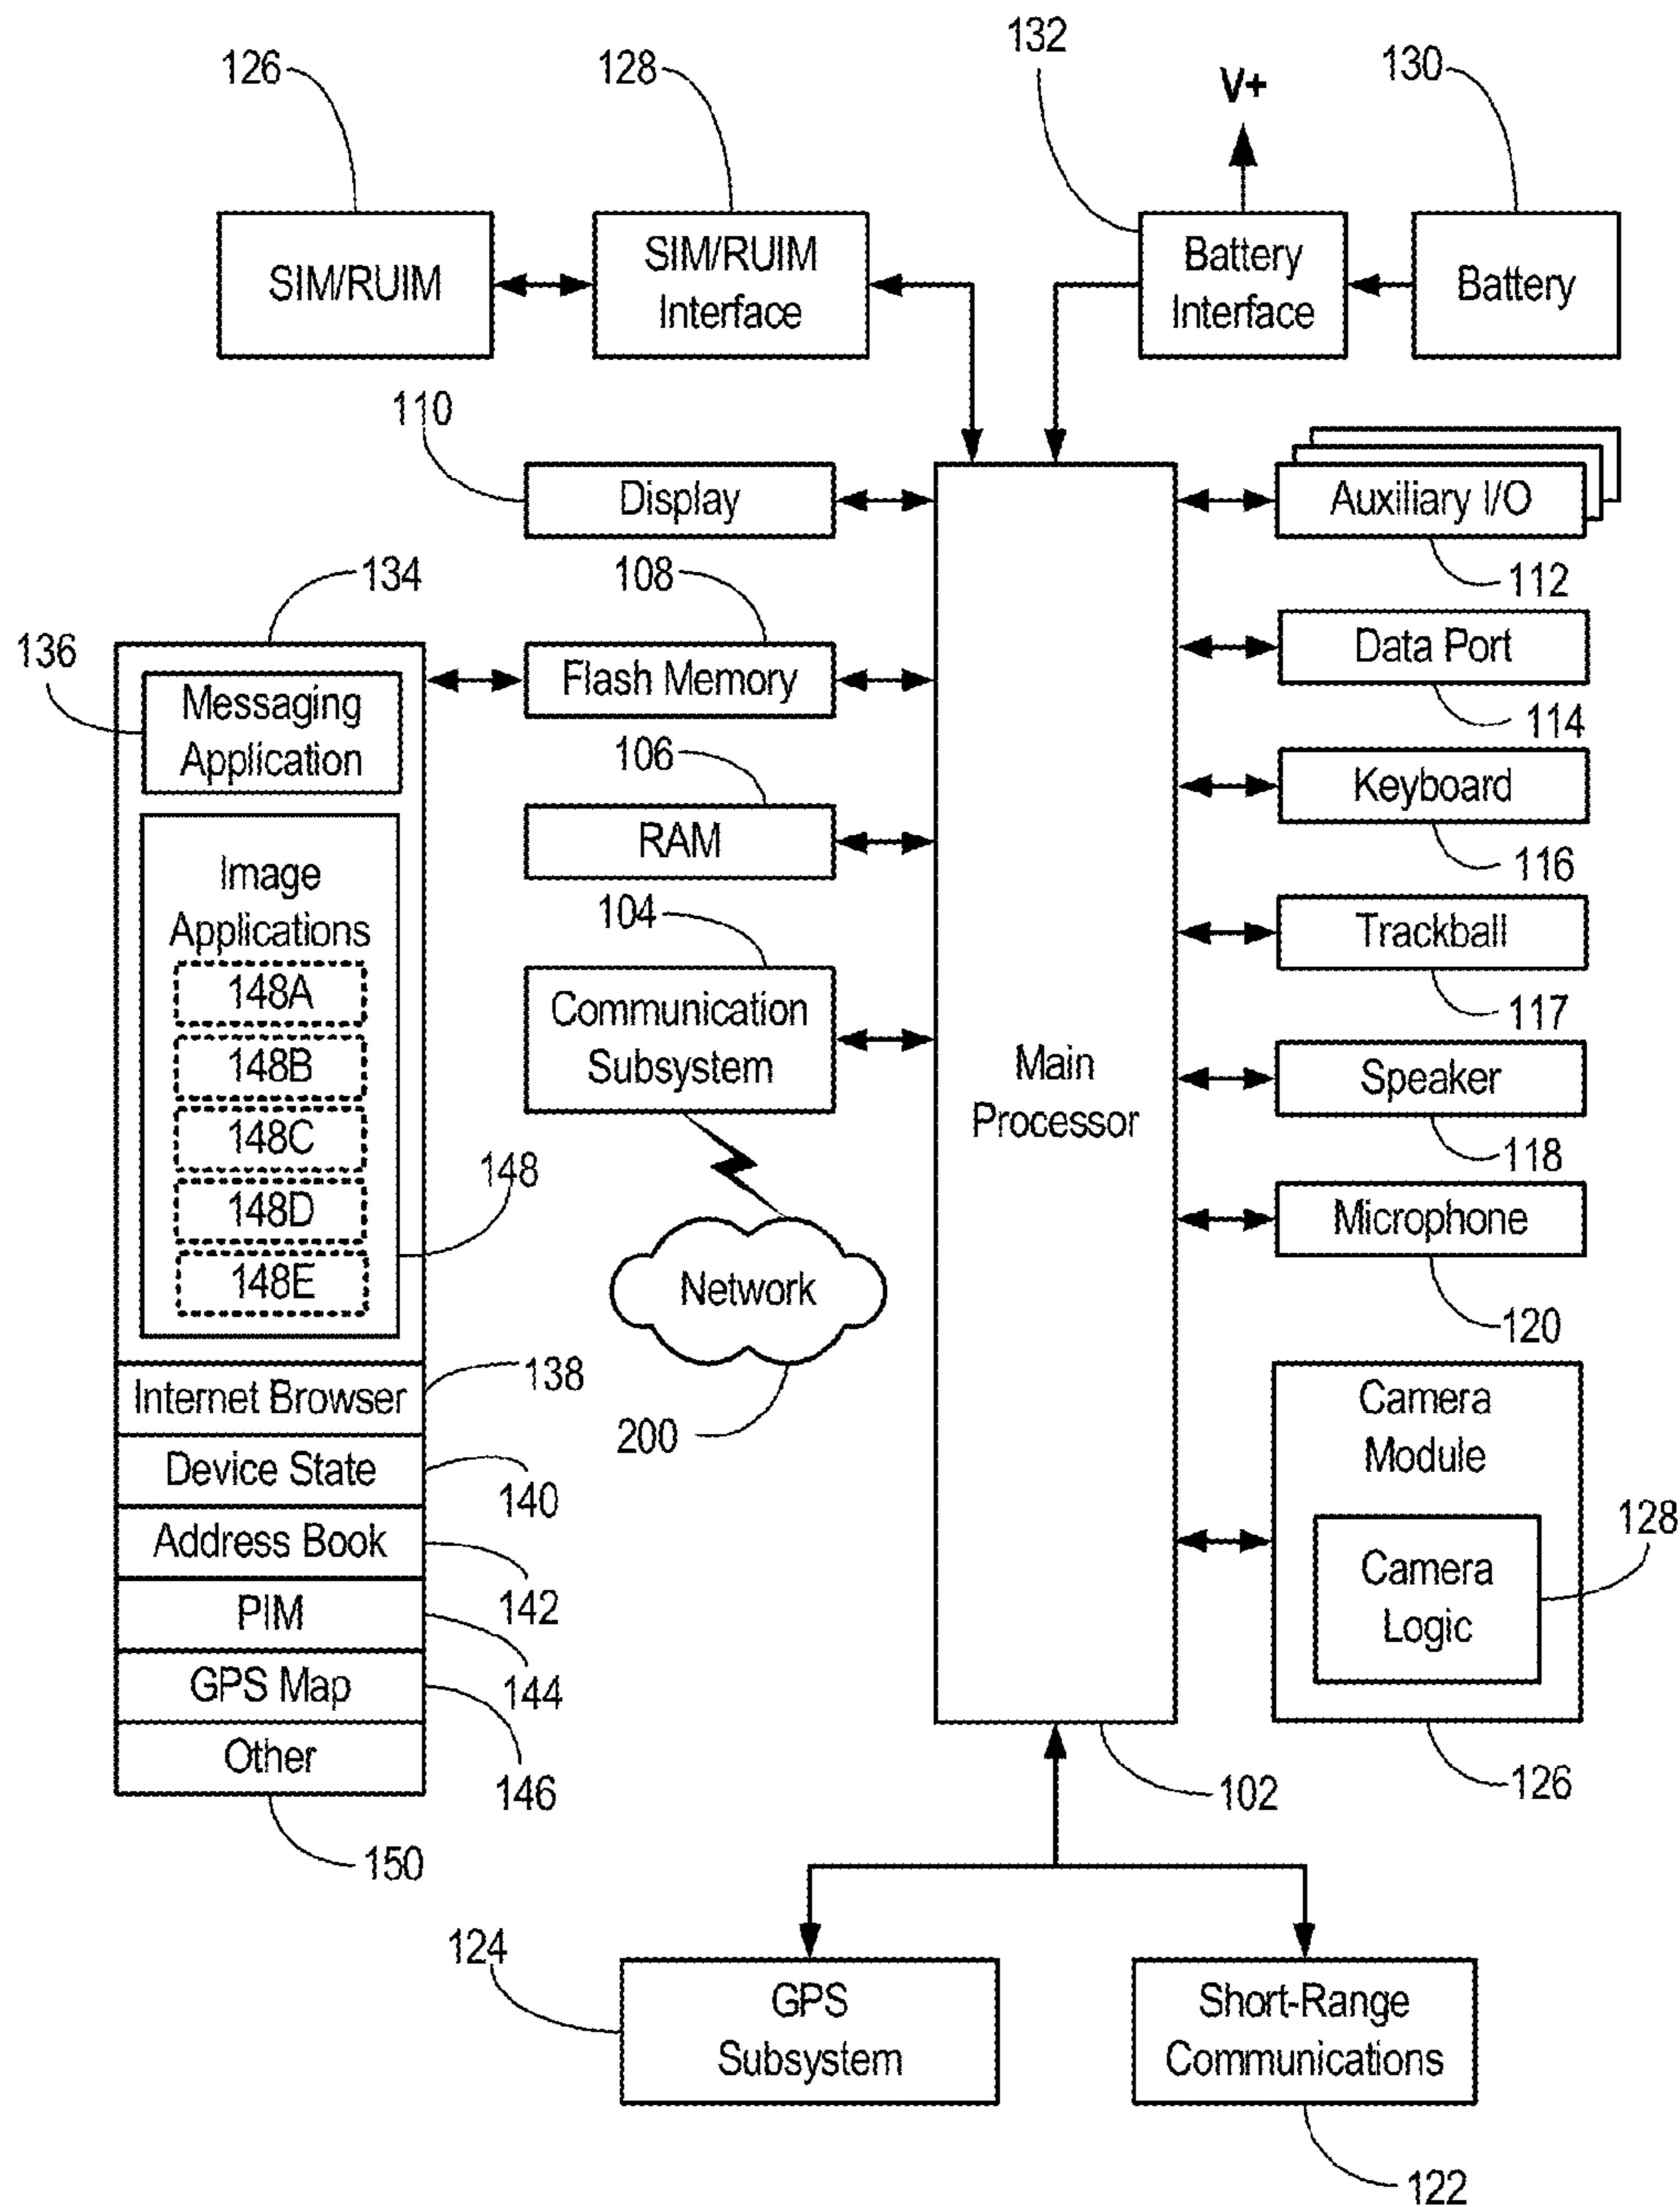 126
128
132
V+
130
SIM/RUIM
SIM/RUIM
Interface
Battery
Interface
Battery
110
Display
Auxiliary I/O
112
134
108
136
Messaging
Application
Flash Memory
Data Port
114
106
RAM
Keyboard
116
Image
Applications
148A
148B
148C
148D
148E
148
104
Communication
Subsystem
Main
Processor
Trackball
117
Speaker
118
Network
200
Microphone
120
Internet Browser
138
Device State
140
Address Book
142
PIM
144
GPS Map
146
Other
150
Camera
Module
Camera
Logic
128
126
102
124
GPS
Subsystem
Short-Range
Communications
122